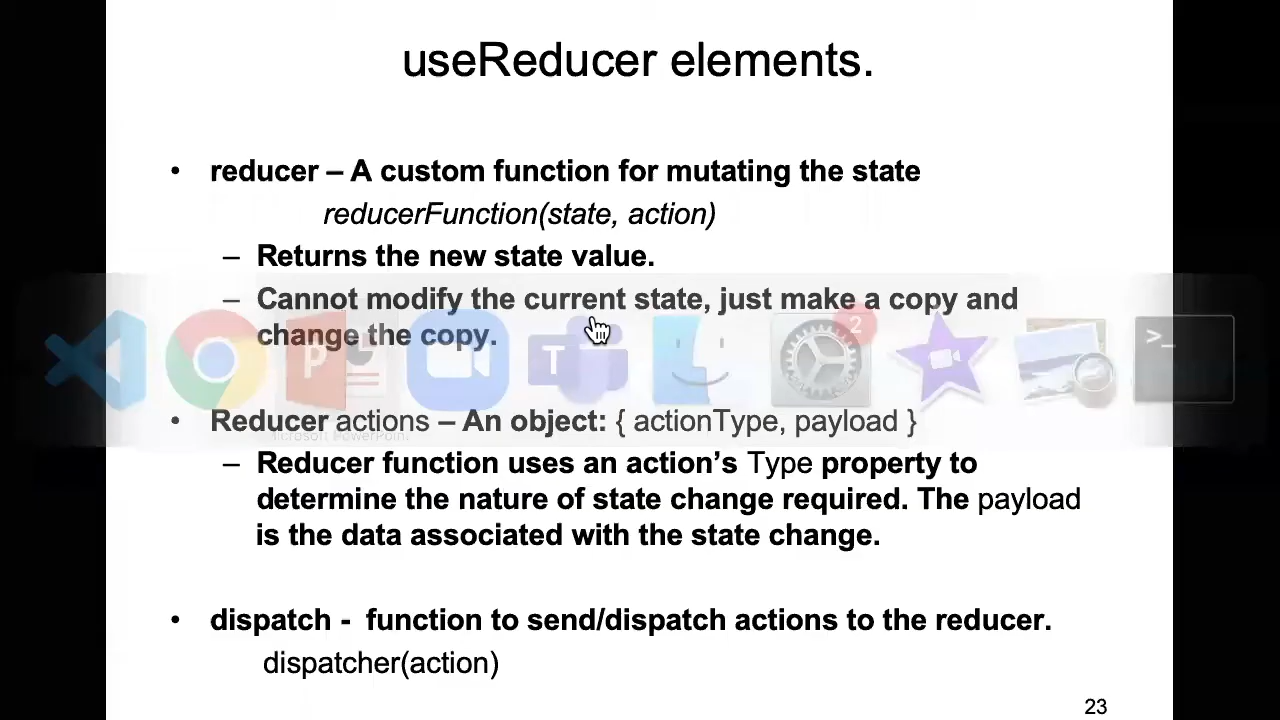 useReducer elements.
• reducer – A custom function for mutating the state
reducerFunction(state, action)
– Returns the new state value.
– Cannot modify the current state, just make a copy and
change the copy.
2
P
T
>_
Microsoft PowerPoint
• Reducer actions – An object: { actionType, payload }
– Reducer function uses an action’s Type property to
determine the nature of state change required. The payload
is the data associated with the state change.
• dispatch - function to send/dispatch actions to the reducer.
dispatcher(action)
23